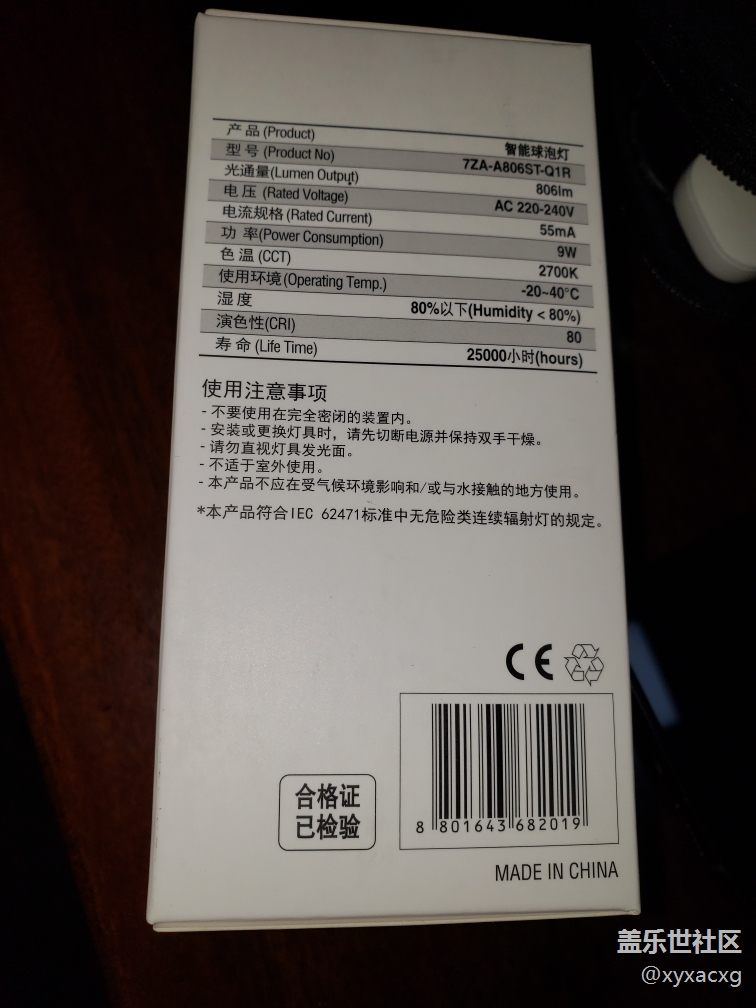 产品 (Product) 智能球泡灯
型号 (Product No) 7ZA-A806ST-Q1R
光通量(Lumen Output) 806lm
电压 (Rated Voltage) AC 220-240V
电流规格 (Rated Current) 55mA
功 率(Power Consumption) 9W
色温 (CCT) 2700K
使用环境(Operating Temp.) -20~40°C
湿度 80%以下(Humidity < 80%)
演色性(CRI) 80
寿命 (Life Time) 25000小时(hours)
使用注意事项
- 不要使用在完全密闭的装置内。
- 安装或更换灯具时，请先切断电源并保持双手干燥。
- 请勿直视灯具发光面。
- 不适于室外使用。
- 本产品不应在受气候环境影响和/或与水接触的地方使用。
*本产品符合IEC 62471标准中无危险类连续辐射灯的规定。
CE
合格证
已检验
8 801643 682019
MADE IN CHINA
盖乐世社区
@xyxacxg